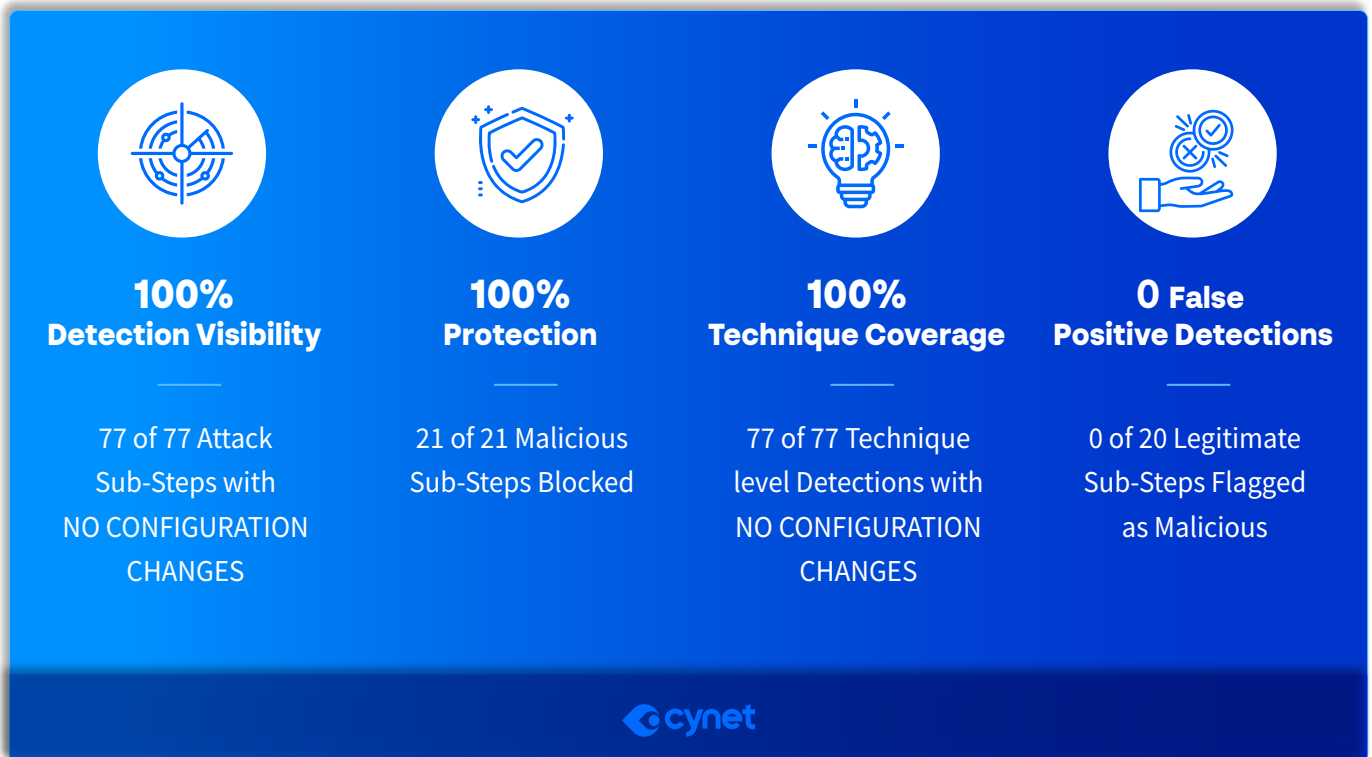 100%
Detection Visibility
77 of 77 Attack
Sub-Steps with
NO CONFIGURATION
CHANGES
100%
Protection
21 of 21 Malicious
Sub-Steps Blocked
100%
Technique Coverage
77 of 77 Technique
level Detections with
NO CONFIGURATION
CHANGES
0 False
Positive Detections
0 of 20 Legitimate
Sub-Steps Flagged
as Malicious
cynet